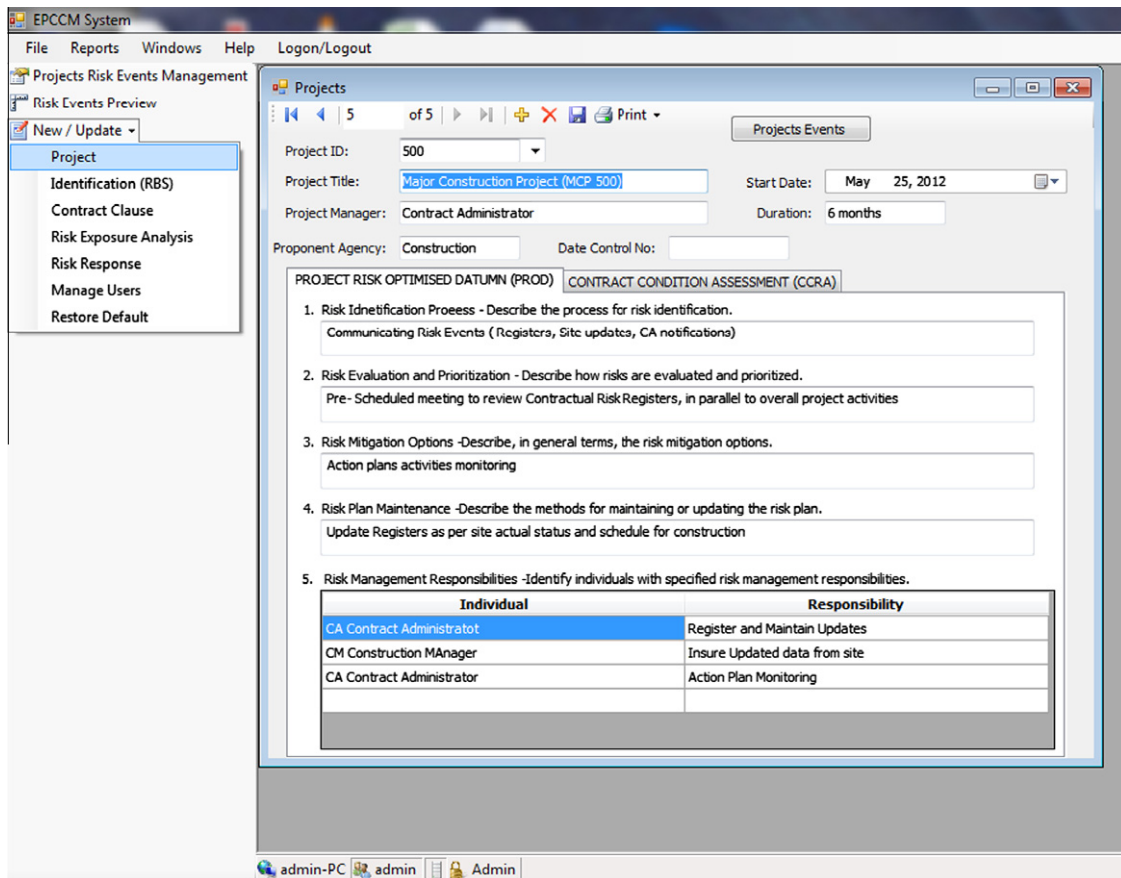 EPCCM System
File Reports Windows Help Logon/Logout
Projects Risk Events Management
Risk Events Preview
New / Update
Project
Identification (RBS)
Contract Clause
Risk Exposure Analysis
Risk Response
Manage Users
Restore Default
Projects
5 of 5 Print
Projects Events
Project ID: 500
Project Title: Major Construction Project (MCP 500) Start Date: May 25, 2012
Project Manager: Contract Administrator Duration: 6 months
Proponent Agency: Construction Date Control No:
PROJECT RISK OPTIMISED DATUMN (PROD) CONTRACT CONDITION ASSESSMENT (CCRA)
1. Risk Idnetification Proeess - Describe the process for risk identification.
Communicating Risk Events ( Registers, Site updates, CA notifications)
2. Risk Evaluation and Prioritization - Describe how risks are evaluated and prioritized.
Pre- Scheduled meeting to review Contractual Risk Registers, in parallel to overall project activities
3. Risk Mitigation Options -Describe, in general terms, the risk mitigation options.
Action plans activities monitoring
4. Risk Plan Maintenance -Describe the methods for maintaining or updating the risk plan.
Update Registers as per site actual status and schedule for construction
5. Risk Management Responsibilities -Identify individuals with specified risk management responsibilities.
Individual Responsibility
CA Contract Administratot Register and Maintain Updates
CM Construction MAnager Insure Updated data from site
CA Contract Administrator Action Plan Monitoring
admin-PC admin Admin